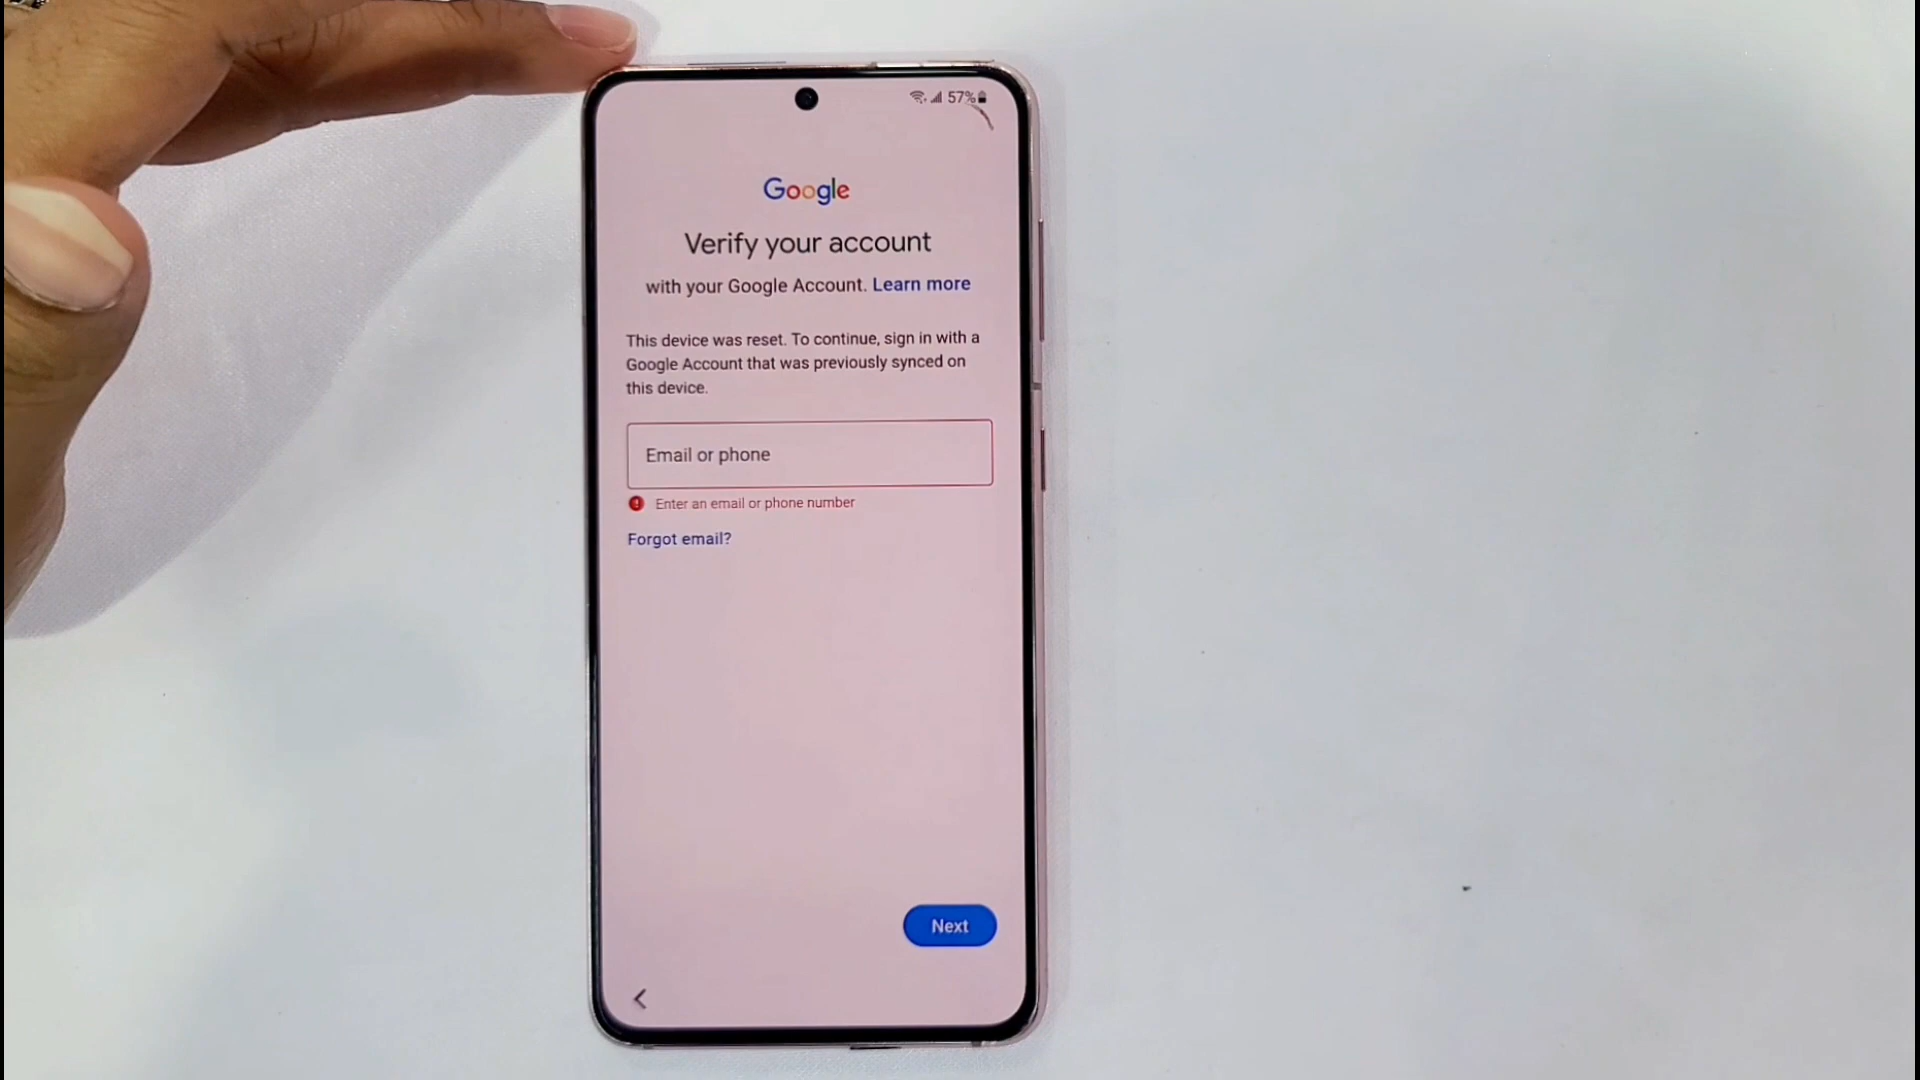 57%
Google
Verify your account
with your Google Account. Learn more
This device was reset. To continue, sign in with a
Google Account that was previously synced on
this device.
Email or phone
Enter an email or phone number
Forgot email?
Next